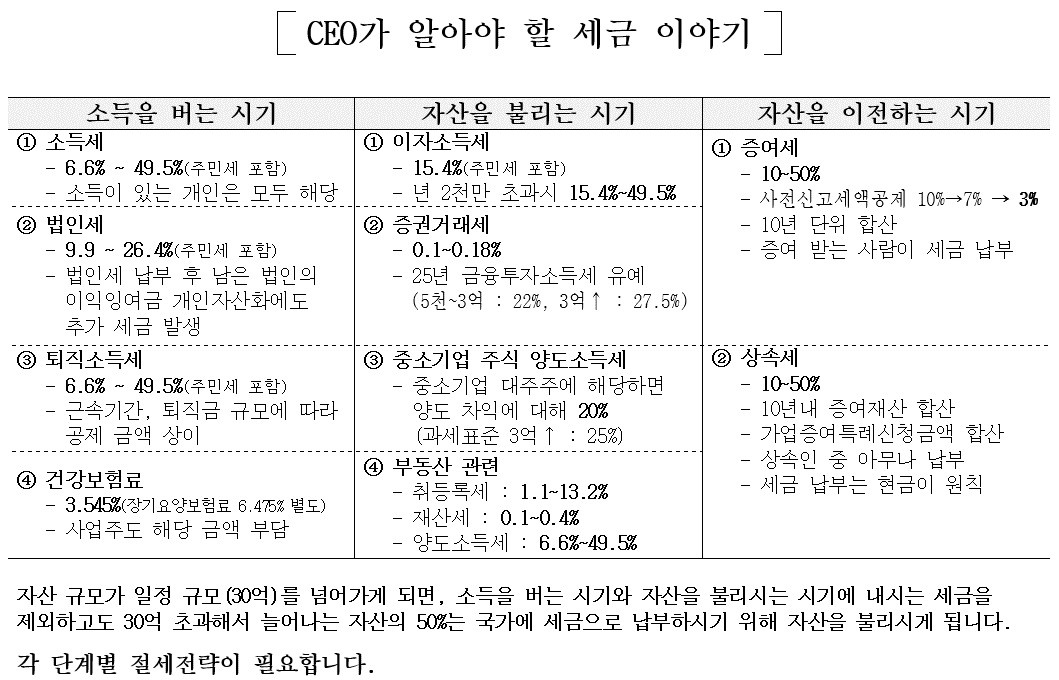 CEO가 알아야 할 세금 이야기
소득을 버는 시기
① 소득세
- 6.6% ~ 49.5%(주민세 포함)
- 소득이 있는 개인은 모두 해당
② 법인세
- 9.9 ~ 26.4%(주민세 포함)
- 법인세 납부 후 남은 법인의
이익잉여금 개인자산화에도
추가 세금 발생
③ 퇴직소득세
- 6.6% ~ 49.5%(주민세 포함)
- 근속기간, 퇴직금 규모에 따라
공제 금액 상이
④ 건강보험료
- 3.545%(장기요양보험료 6.475% 별도)
- 사업주도 해당 금액 부담
자산을 불리는 시기
① 이자소득세
- 15.4%(주민세 포함)
- 년 2천만 초과시 15.4%~49.5%
② 증권거래세
- 0.1~0.18%
- 25년 금융투자소득세 유예
(5천~3억 : 22%, 3억↑ : 27.5%)
③ 중소기업 주식 양도소득세
- 중소기업 대주주에 해당하면
양도 차익에 대해 20%
(과세표준 3억↑ : 25%)
④ 부동산 관련
- 취등록세 : 1.1~13.2%
- 재산세 : 0.1~0.4%
- 양도소득세 : 6.6%~49.5%
자산을 이전하는 시기
① 증여세
- 10~50%
- 사전신고세액공제 10%→7% → 3%
- 10년 단위 합산
- 증여 받는 사람이 세금 납부
② 상속세
- 10~50%
- 10년내 증여재산 합산
- 가업증여특례신청금액 합산
- 상속인 중 아무나 납부
- 세금 납부는 현금이 원칙
자산 규모가 일정 규모(30억)를 넘어가게 되면, 소득을 버는 시기와 자산을 불리시는 시기에 내시는 세금을
제외하고도 30억 초과해서 늘어나는 자산의 50%는 국가에 세금으로 납부하시기 위해 자산을 불리시게 됩니다.
각 단계별 절세전략이 필요합니다.